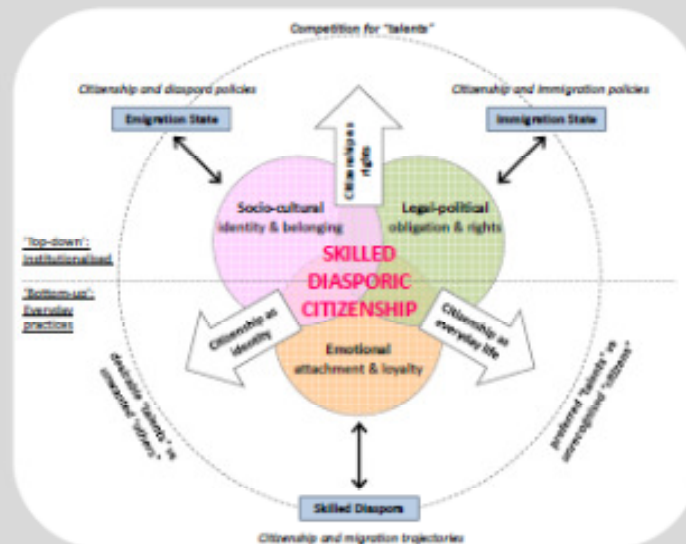 Competition for "talents"
Citizenship and diaspora policies
Citizenship and immigration policies
Emigration State
Immigration State
Citizenship as
rights
Socio-cultural
identity & belonging
Legal-political
obligation & rights
"Top-down":
Institutionalised
SKILLED
DIASPORIC
CITIZENSHIP
"Bottom-up":
Everyday
practices
Citizenship as
identity
Citizenship as
everyday life
Emotional
attachment & loyalty
desirable "talents" vs
unwanted "others"
preferred "talents" vs
unrecognised "citizens"
Skilled Diaspora
Citizenship and migration trajectories